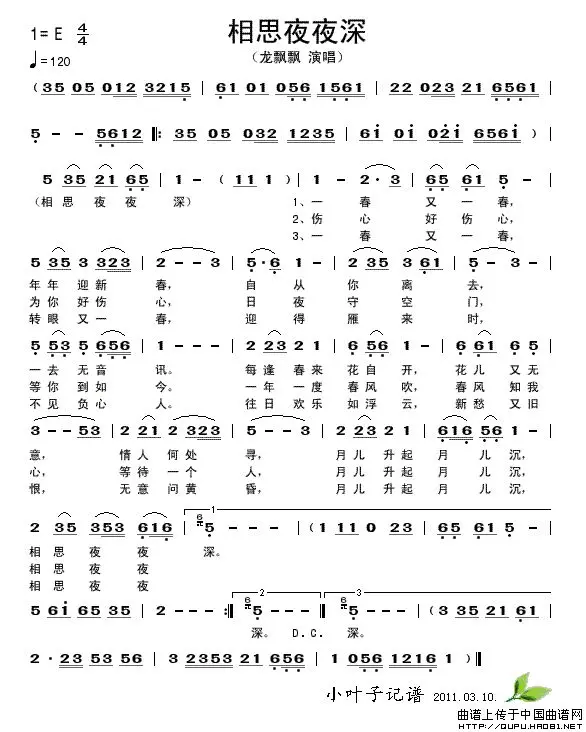 1= E 4/4
相思夜夜深
♩=120
（龙飘飘 演唱）
（35 05 012 3215 | 61 01 056 1561 | 22 023 21 6561 |
5 - - 5612 ‖: 35 05 032 1235 | 6i 0i 02i 656i ）|
5 35 21 65 | 1 - （11 1 ）| 1 - 2·3 | 65 61 5 - |
（相 思 夜 夜 深） 1、一 春 又 一 春，
2、伤 心 好 伤 心，
3、一 春 又 一 春，
5 35 3 323 | 2 - - 3 | 5·6 1 - | 2 35 3 61 | 5 - 3 - |
年 年 迎 新 春， 自 从 你 离 去，
为 你 好 伤 心， 日 夜 守 空 门，
转 眼 又 一 春， 迎 得 雁 来 时，
5 53 5 656 | 1 - - - | 2 23 21 | 6 56 1 - | 1 61 65 |
一 去 无 音 讯。 每 逢 春 来 花 自 开， 花 儿 又 无
等 你 到 如 今。 一 年 一 度 春 风 吹， 春 风 知 我
不 见 负 心 人。 往 日 欢 乐 如 浮 云， 新 愁 又 旧
3 - - 53 | 2 21 2 323 | 3 - - - | 1 21 65 | 616 56 1 - |
意， 情 人 何 处 寻， 月 儿 升 起 月 儿 沉，
心， 等 待 一 个 人， 月 儿 升 起 月 儿 沉，
恨， 无 意 问 黄 昏， 月 儿 升 起 月 儿 沉，
1
2 35 353 616 | 6 5 - - - |（1 11 0 23 | 65 61 5 - |
相 思 夜 夜 深。
相 思 夜 夜
相 思 夜 夜
2 3
5 6i 65 35 | 2 - - - :‖ 6 5 - - - ‖ 6 5 - - - |（3 35 21 61 |
深。 D.C. 深。
2·23 53 56 | 3 2353 21 656 | 1 056 1216 1 ）‖
小叶子记谱 2011.03.10.
曲谱上传于中国曲谱网
http://QUPU.HAO81.NET